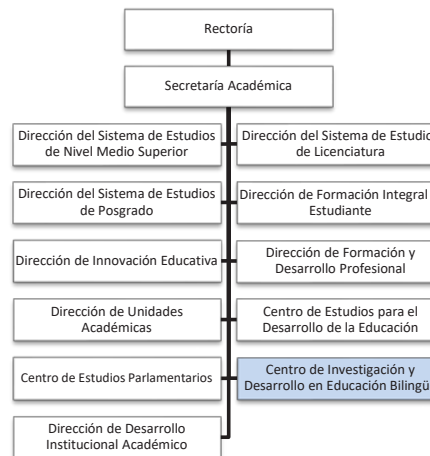 Rectoría
Secretaría Académica
Dirección del Sistema de Estudios
de Nivel Medio Superior
Dirección del Sistema de Estudio
de Licenciatura
Dirección del Sistema de Estudios
de Posgrado
Dirección de Formación Integral
Estudiante
Dirección de Innovación Educativa
Dirección de Formación y
Desarrollo Profesional
Dirección de Unidades
Académicas
Centro de Estudios para el
Desarrollo de la Educación
Centro de Estudios Parlamentarios
Centro de Investigación y
Desarrollo en Educación Bilingü
Dirección de Desarrollo
Institucional Académico